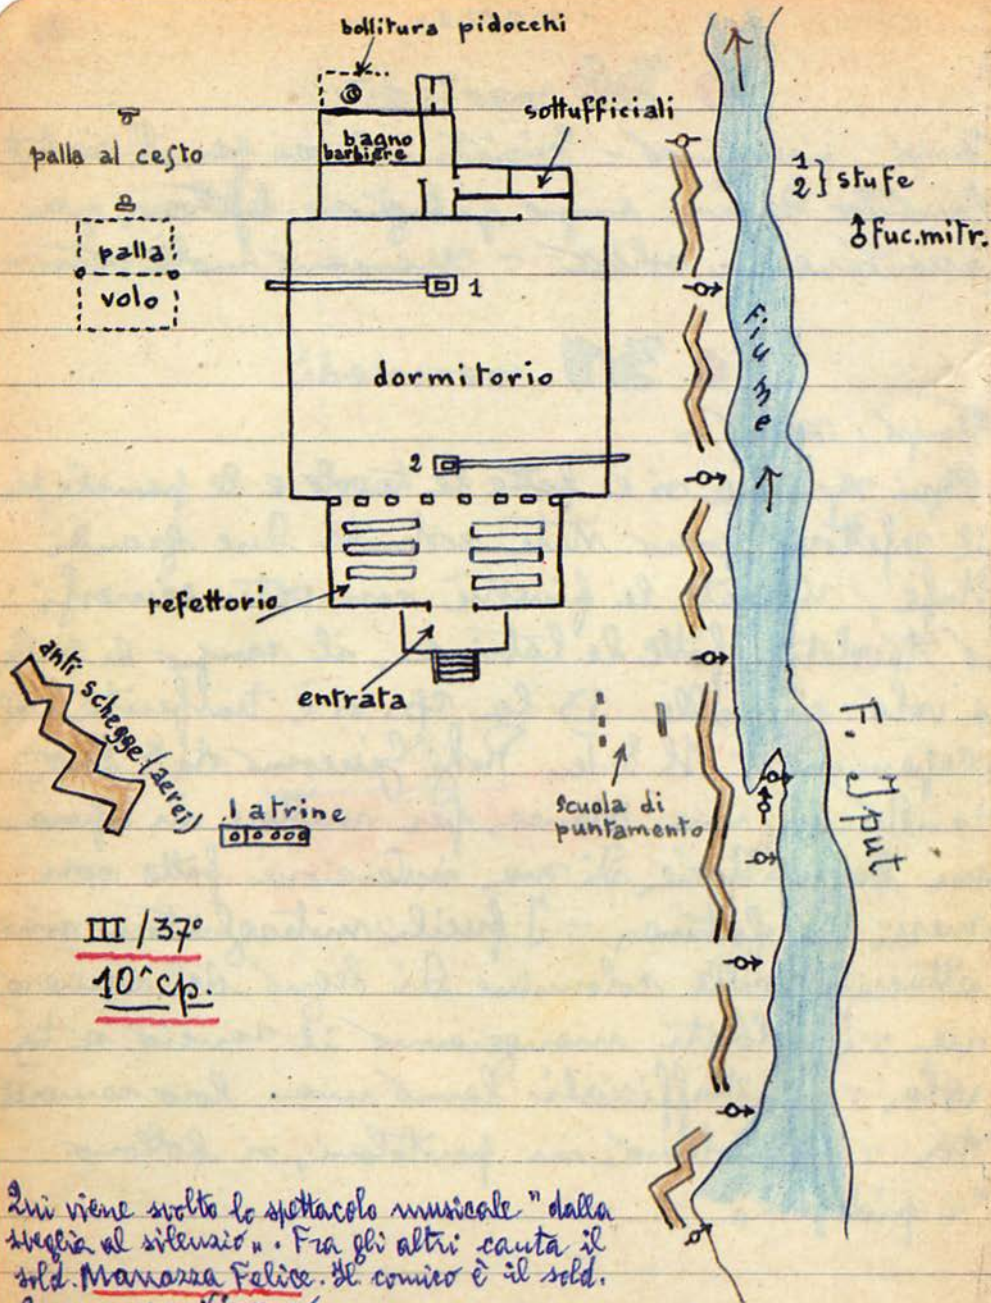 bollitura pidocchi
sottufficiali
bagno
barbiere
palla al cesto
palla
volo
1
2 } stufe
fuc. mitr.
1
dormitorio
Fiume
2
refettorio
entrata
anti schegge (aerei)
latrine
scuola di
puntamento
F. Iput
III / 37°
10^ cp.
Qui viene svolto lo spettacolo musicale " dalla
sveglia al silenzio „. Fra gli altri canta il
sold. Manazza Felice. Il comico è il sold.